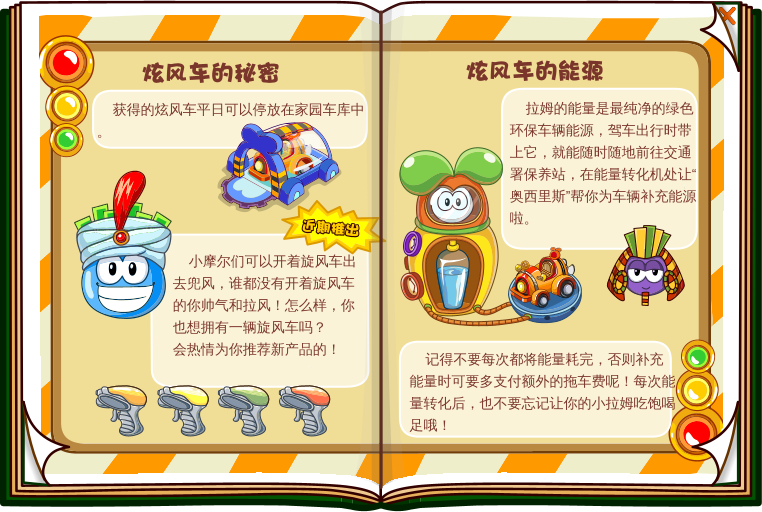 炫风车的秘密
获得的炫风车平日可以停放在家园车库中
。
近期推出
小摩尔们可以开着旋风车出
去兜风，谁都没有开着旋风车
的你帅气和拉风！怎么样，你
也想拥有一辆旋风车吗？
会热情为你推荐新产品的！
炫风车的能源
拉姆的能量是最纯净的绿色
环保车辆能源，驾车出行时带
上它，就能随时随地前往交通
署保养站，在能量转化机处让“
奥西里斯”帮你为车辆补充能源
啦。
记得不要每次都将能量耗完，否则补充
能量时可要多支付额外的拖车费呢！每次能
量转化后，也不要忘记让你的小拉姆吃饱喝
足哦！